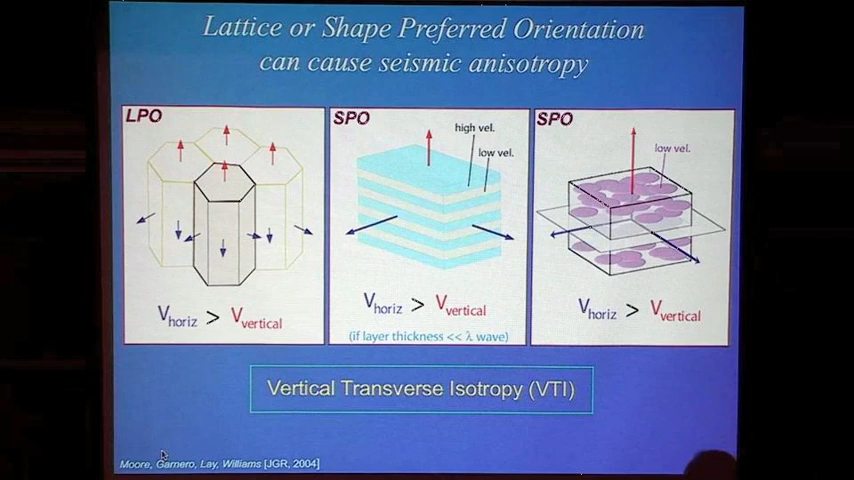 Lattice or Shape Preferred Orientation
can cause seismic anisotropy
LPO
Vhoriz > Vvertical
SPO
high vel.
low vel.
Vhoriz > Vvertical
(if layer thickness << λ wave)
SPO
low vel.
Vhoriz > Vvertical
Vertical Transverse Isotropy (VTI)
Moore, Garnero, Lay, Williams [JGR, 2004]